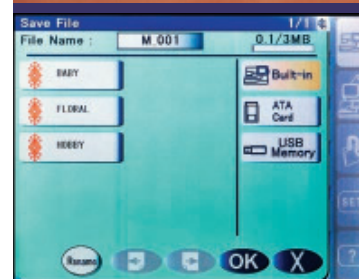 Save File 1/1
File Name : M 001 0.1/3MB
BABY
Built-in
FLORAL
ATA
Card
HOBBY
USB
Memory
Rename OK X
SET
?